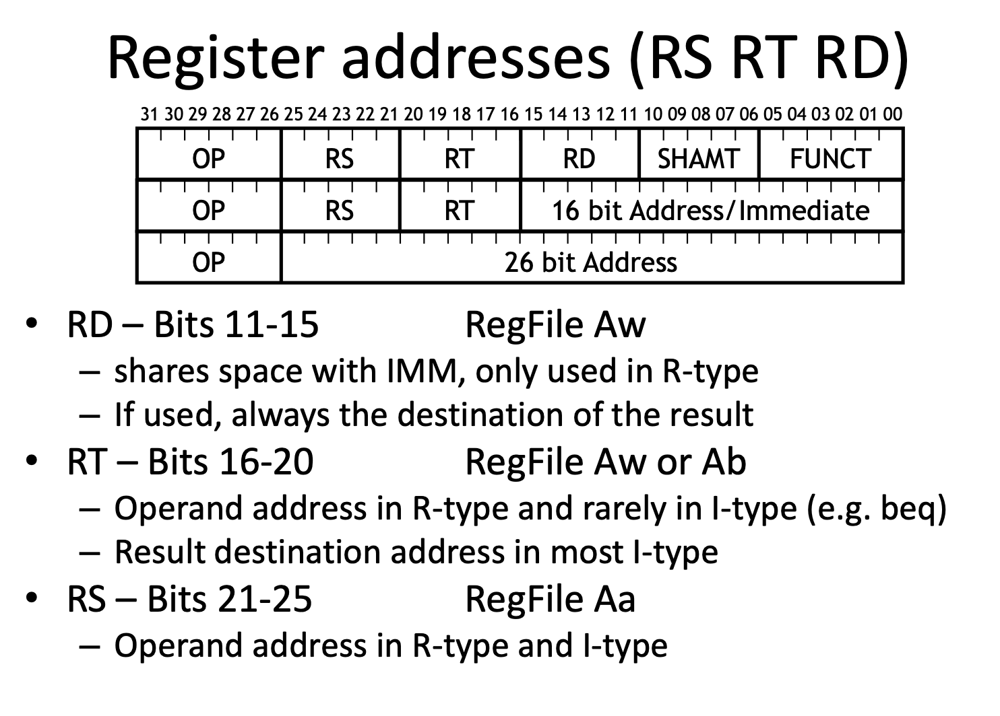 Register addresses (RS RT RD)
31 30 29 28 27 26 25 24 23 22 21 20 19 18 17 16 15 14 13 12 11 10 09 08 07 06 05 04 03 02 01 00
OP RS RT RD SHAMT FUNCT
OP RS RT 16 bit Address/Immediate
OP 26 bit Address
• RD – Bits 11-15 RegFile Aw
– shares space with IMM, only used in R-type
– If used, always the destination of the result
• RT – Bits 16-20 RegFile Aw or Ab
– Operand address in R-type and rarely in I-type (e.g. beq)
– Result destination address in most I-type
• RS – Bits 21-25 RegFile Aa
– Operand address in R-type and I-type